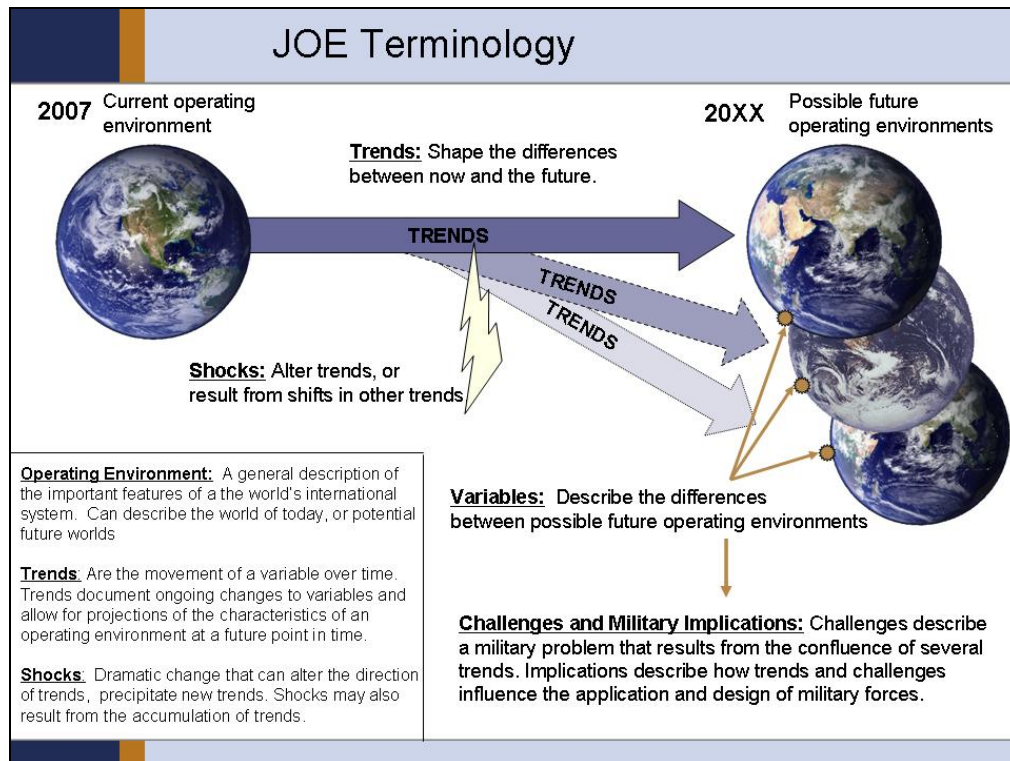 JOE Terminology
2007 Current operating
environment
20XX Possible future
operating environments
Trends: Shape the differences
between now and the future.
TRENDS
TRENDS
TRENDS
Shocks: Alter trends, or
result from shifts in other trends
Operating Environment: A general description of
the important features of a the world's international
system. Can describe the world of today, or potential
future worlds
Trends: Are the movement of a variable over time.
Trends document ongoing changes to variables and
allow for projections of the characteristics of an
operating environment at a future point in time.
Shocks: Dramatic change that can alter the direction
of trends, precipitate new trends. Shocks may also
result from the accumulation of trends.
Variables: Describe the differences
between possible future operating environments
Challenges and Military Implications: Challenges describe
a military problem that results from the confluence of several
trends. Implications describe how trends and challenges
influence the application and design of military forces.